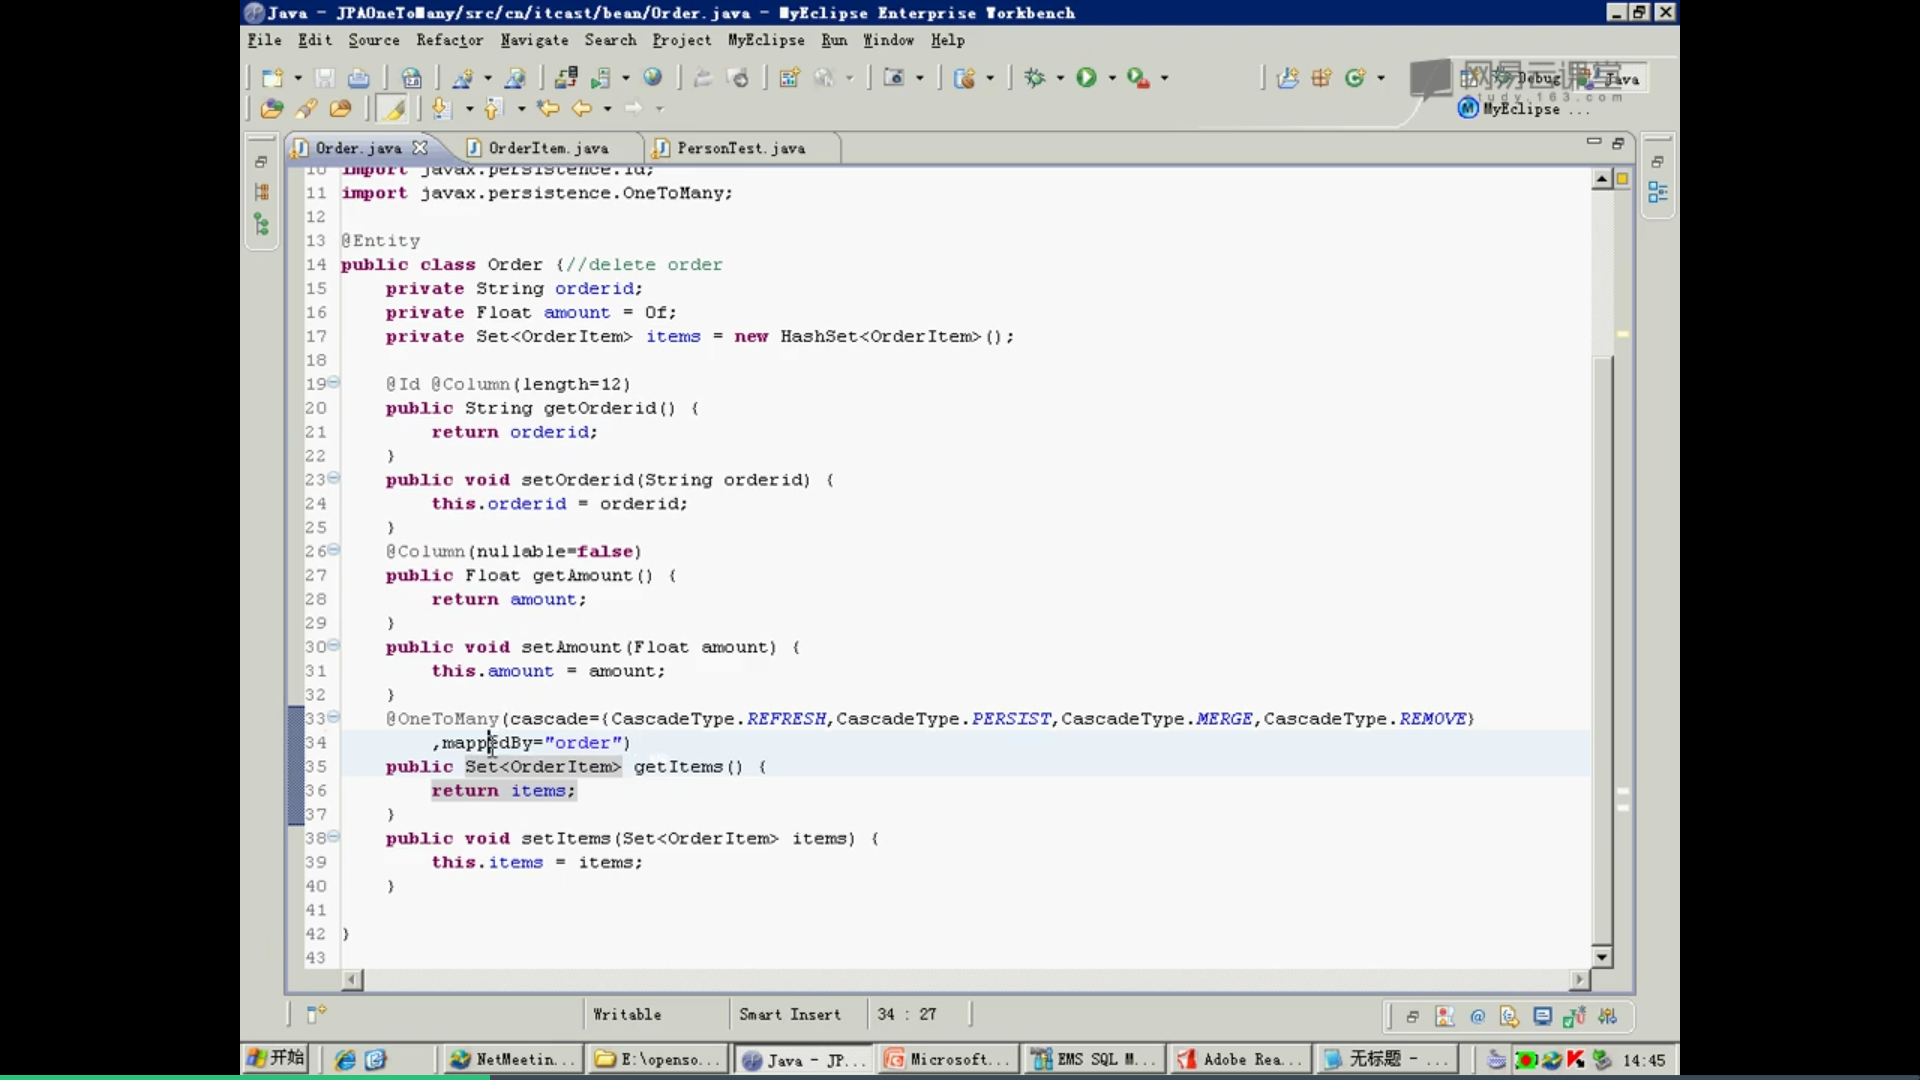 Java - JPAOneToMany/src/cn/itcast/bean/Order.java - MyEclipse Enterprise Workbench
File Edit Source Refactor Navigate Search Project MyEclipse Run Window Help
网易云课堂
study.163.com
Debug
Java
MyEclipse ...
Order.java
OrderItem.java
PersonTest.java
10 import javax.persistence.Id;
11 import javax.persistence.OneToMany;
12
13 @Entity
14 public class Order {//delete order
15 private String orderid;
16 private Float amount = 0f;
17 private Set<OrderItem> items = new HashSet<OrderItem>();
18
19 @Id @Column(length=12)
20 public String getOrderid() {
21 return orderid;
22 }
23 public void setOrderid(String orderid) {
24 this.orderid = orderid;
25 }
26 @Column(nullable=false)
27 public Float getAmount() {
28 return amount;
29 }
30 public void setAmount(Float amount) {
31 this.amount = amount;
32 }
33 @OneToMany(cascade={CascadeType.REFRESH,CascadeType.PERSIST,CascadeType.MERGE,CascadeType.REMOVE}
34 ,mappedBy="order")
35 public Set<OrderItem> getItems() {
36 return items;
37 }
38 public void setItems(Set<OrderItem> items) {
39 this.items = items;
40 }
41
42 }
43
Writable
Smart Insert
34 : 27
开始
NetMeetin...
E:\openso...
Java - JP...
Microsoft...
EMS SQL M...
Adobe Rea...
无标题 - ...
14:45